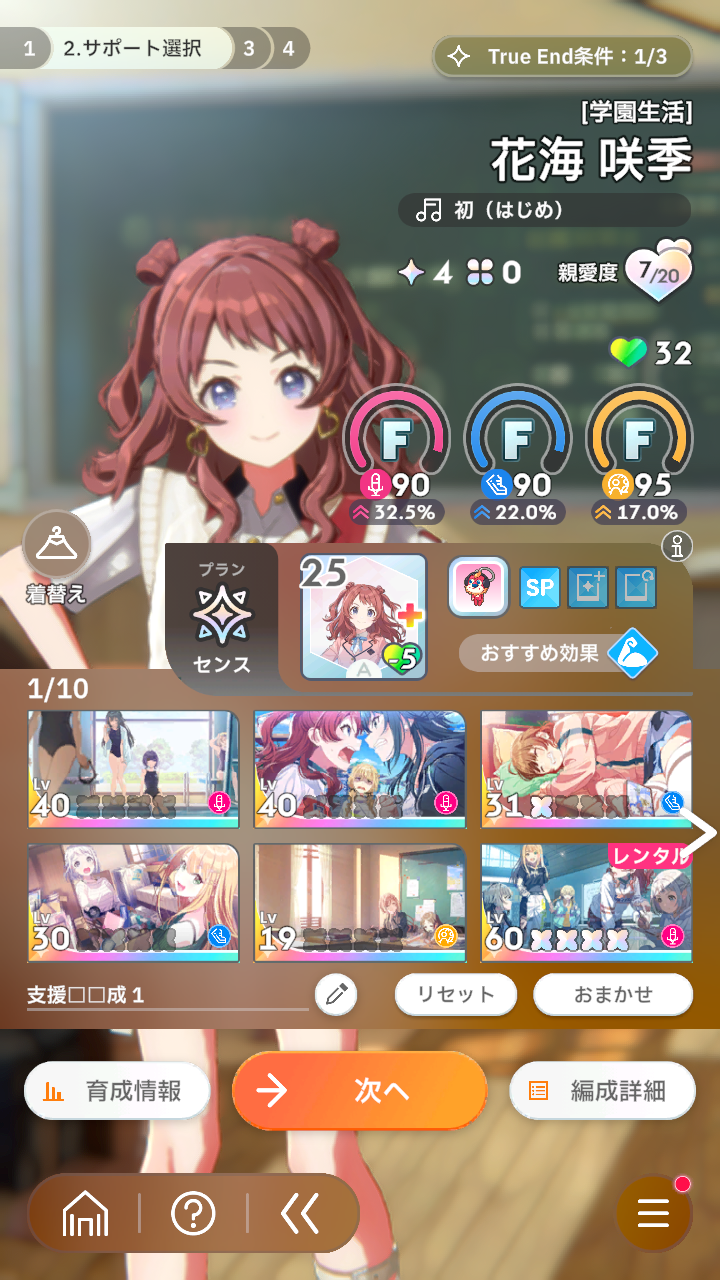 1 2.サポート選択 3 4
True End条件：1/3
[学園生活]
花海 咲季
初（はじめ）
4 0 親愛度 7/20
32
F F F
90 90 95
32.5% 22.0% 17.0%
着替え
プラン
センス
25
A
-5
SP
おすすめ効果
1/10
Lv 40
Lv 40
Lv 31
レンタル
Lv 30
Lv 19
Lv 60
支援□□成 1
リセット
おまかせ
育成情報
次へ
編成詳細